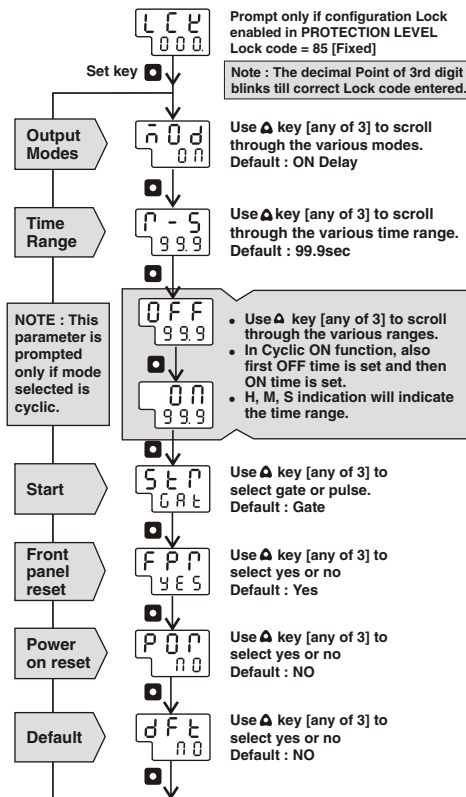 LCK
000.
Prompt only if configuration Lock
enabled in PROTECTION LEVEL
Lock code = 85 [Fixed]
Set key
Note : The decimal Point of 3rd digit
blinks till correct Lock code entered.
Output
Modes
n0d
0n
Use key [any of 3] to scroll
through the various modes.
Default : ON Delay
Time
Range
r-S
99.9
Use key [any of 3] to scroll
through the various time range.
Default : 99.9sec
NOTE : This
parameter is
prompted
only if mode
selected is
cyclic.
OFF
99.9
0n
99.9
• Use key [any of 3] to scroll
through the various ranges.
• In Cyclic ON function, also
first OFF time is set and then
ON time is set.
• H, M, S indication will indicate
the time range.
Start
Str
GAt
Use key [any of 3] to
select gate or pulse.
Default : Gate
Front
panel
reset
FPr
YES
Use key [any of 3] to
select yes or no
Default : Yes
Power
on reset
POr
n0
Use key [any of 3] to
select yes or no
Default : NO
Default
dFt
n0
Use key [any of 3] to
select yes or no
Default : NO